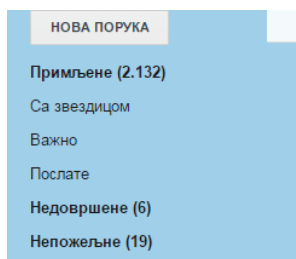 НОВА ПОРУКА
Примљене (2.132)
Са звездицом
Важно
Послате
Недовршене (6)
Непожељне (19)